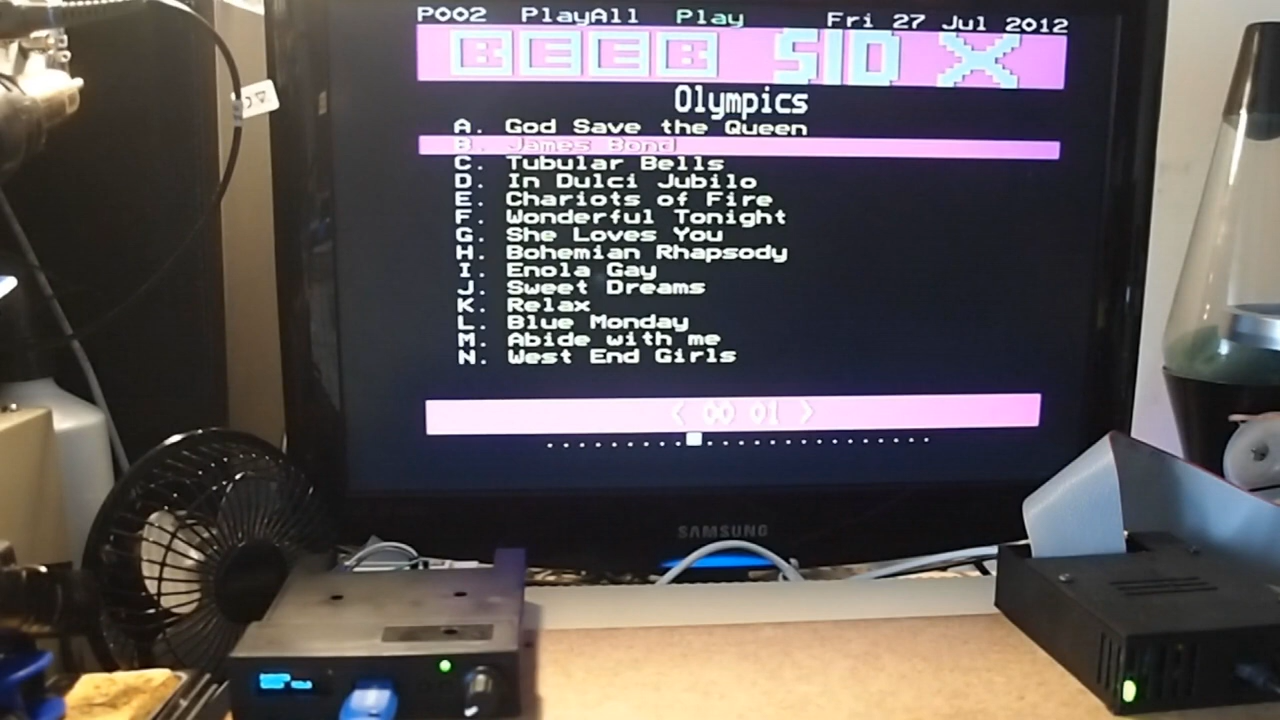 P002 PlayAll Play Fri 27 Jul 2012
BEEB SID X
Olympics
A. God Save the Queen
B. James Bond
C. Tubular Bells
D. In Dulci Jubilo
E. Chariots of Fire
F. Wonderful Tonight
G. She Loves You
H. Bohemian Rhapsody
I. Enola Gay
J. Sweet Dreams
K. Relax
L. Blue Monday
M. Abide with me
N. West End Girls
< 00 01 >
SAMSUNG